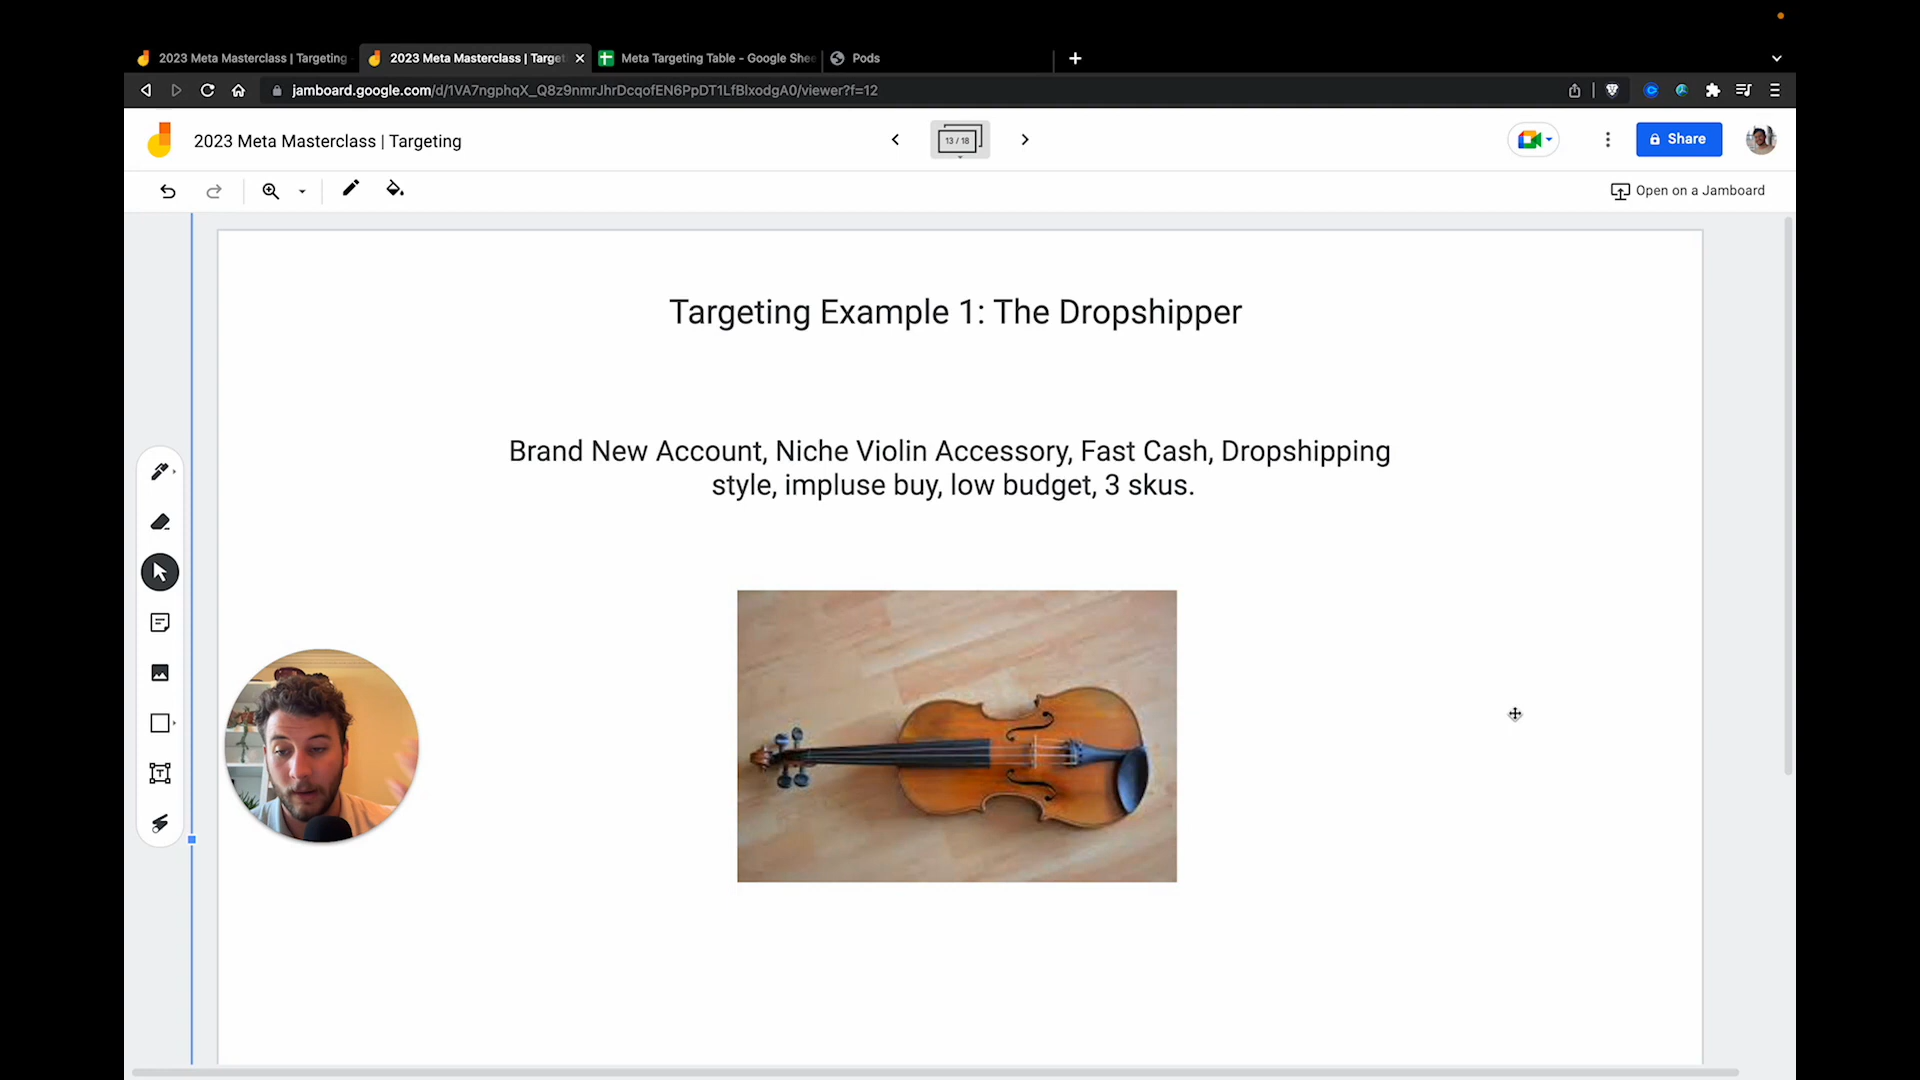 2023 Meta Masterclass | Targeting
2023 Meta Masterclass | Target
Meta Targeting Table - Google Shee
Pods
jamboard.google.com/d/1VA7ngphqX_Q8z9nmrJhrDcqofEN6PpDT1LfBlxodgA0/viewer?f=12
2023 Meta Masterclass | Targeting
13 / 18
Share
Open on a Jamboard
Targeting Example 1: The Dropshipper
Brand New Account, Niche Violin Accessory, Fast Cash, Dropshipping
style, impluse buy, low budget, 3 skus.